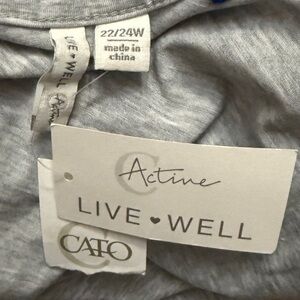 22/24W
made in
china
LIVE ♥ WELL
Active
LIVE ♥ WELL
CATO